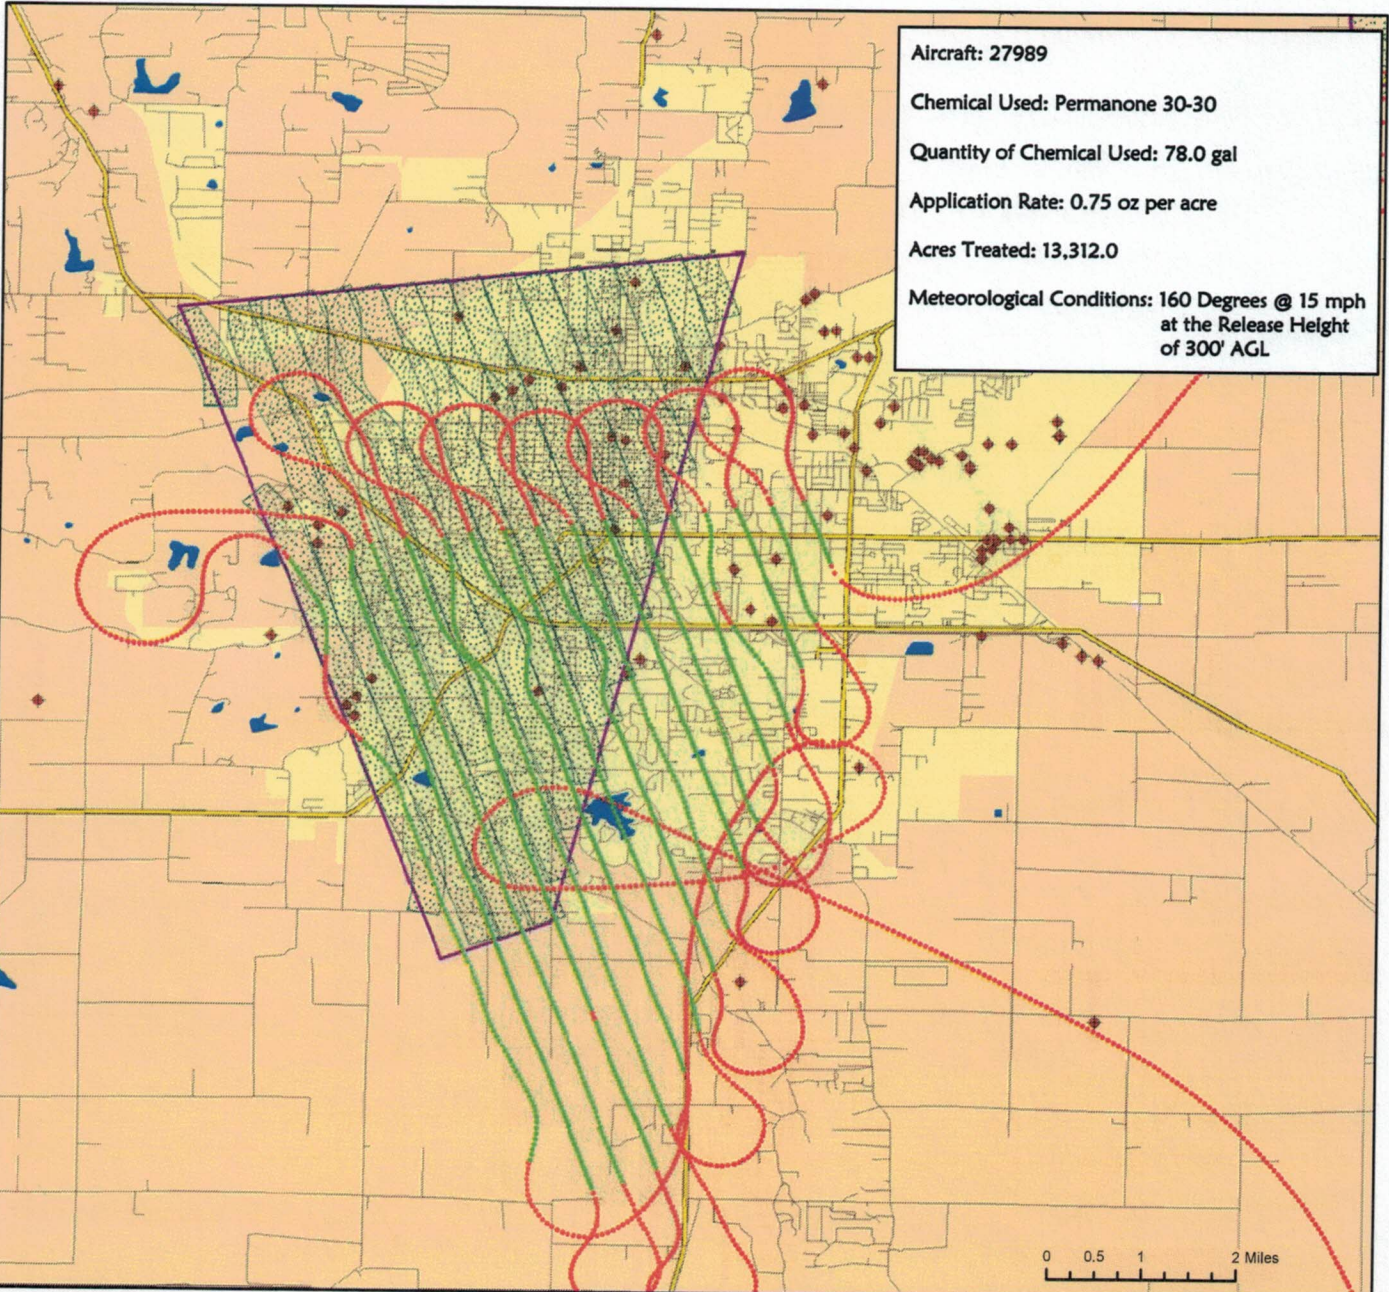 Aircraft: 27989
Chemical Used: Permanone 30-30
Quantity of Chemical Used: 78.0 gal
Application Rate: 0.75 oz per acre
Acres Treated: 13,312.0
Meteorological Conditions: 160 Degrees @ 15 mph
at the Release Height
of 300' AGL
0 0.5 1 2 Miles